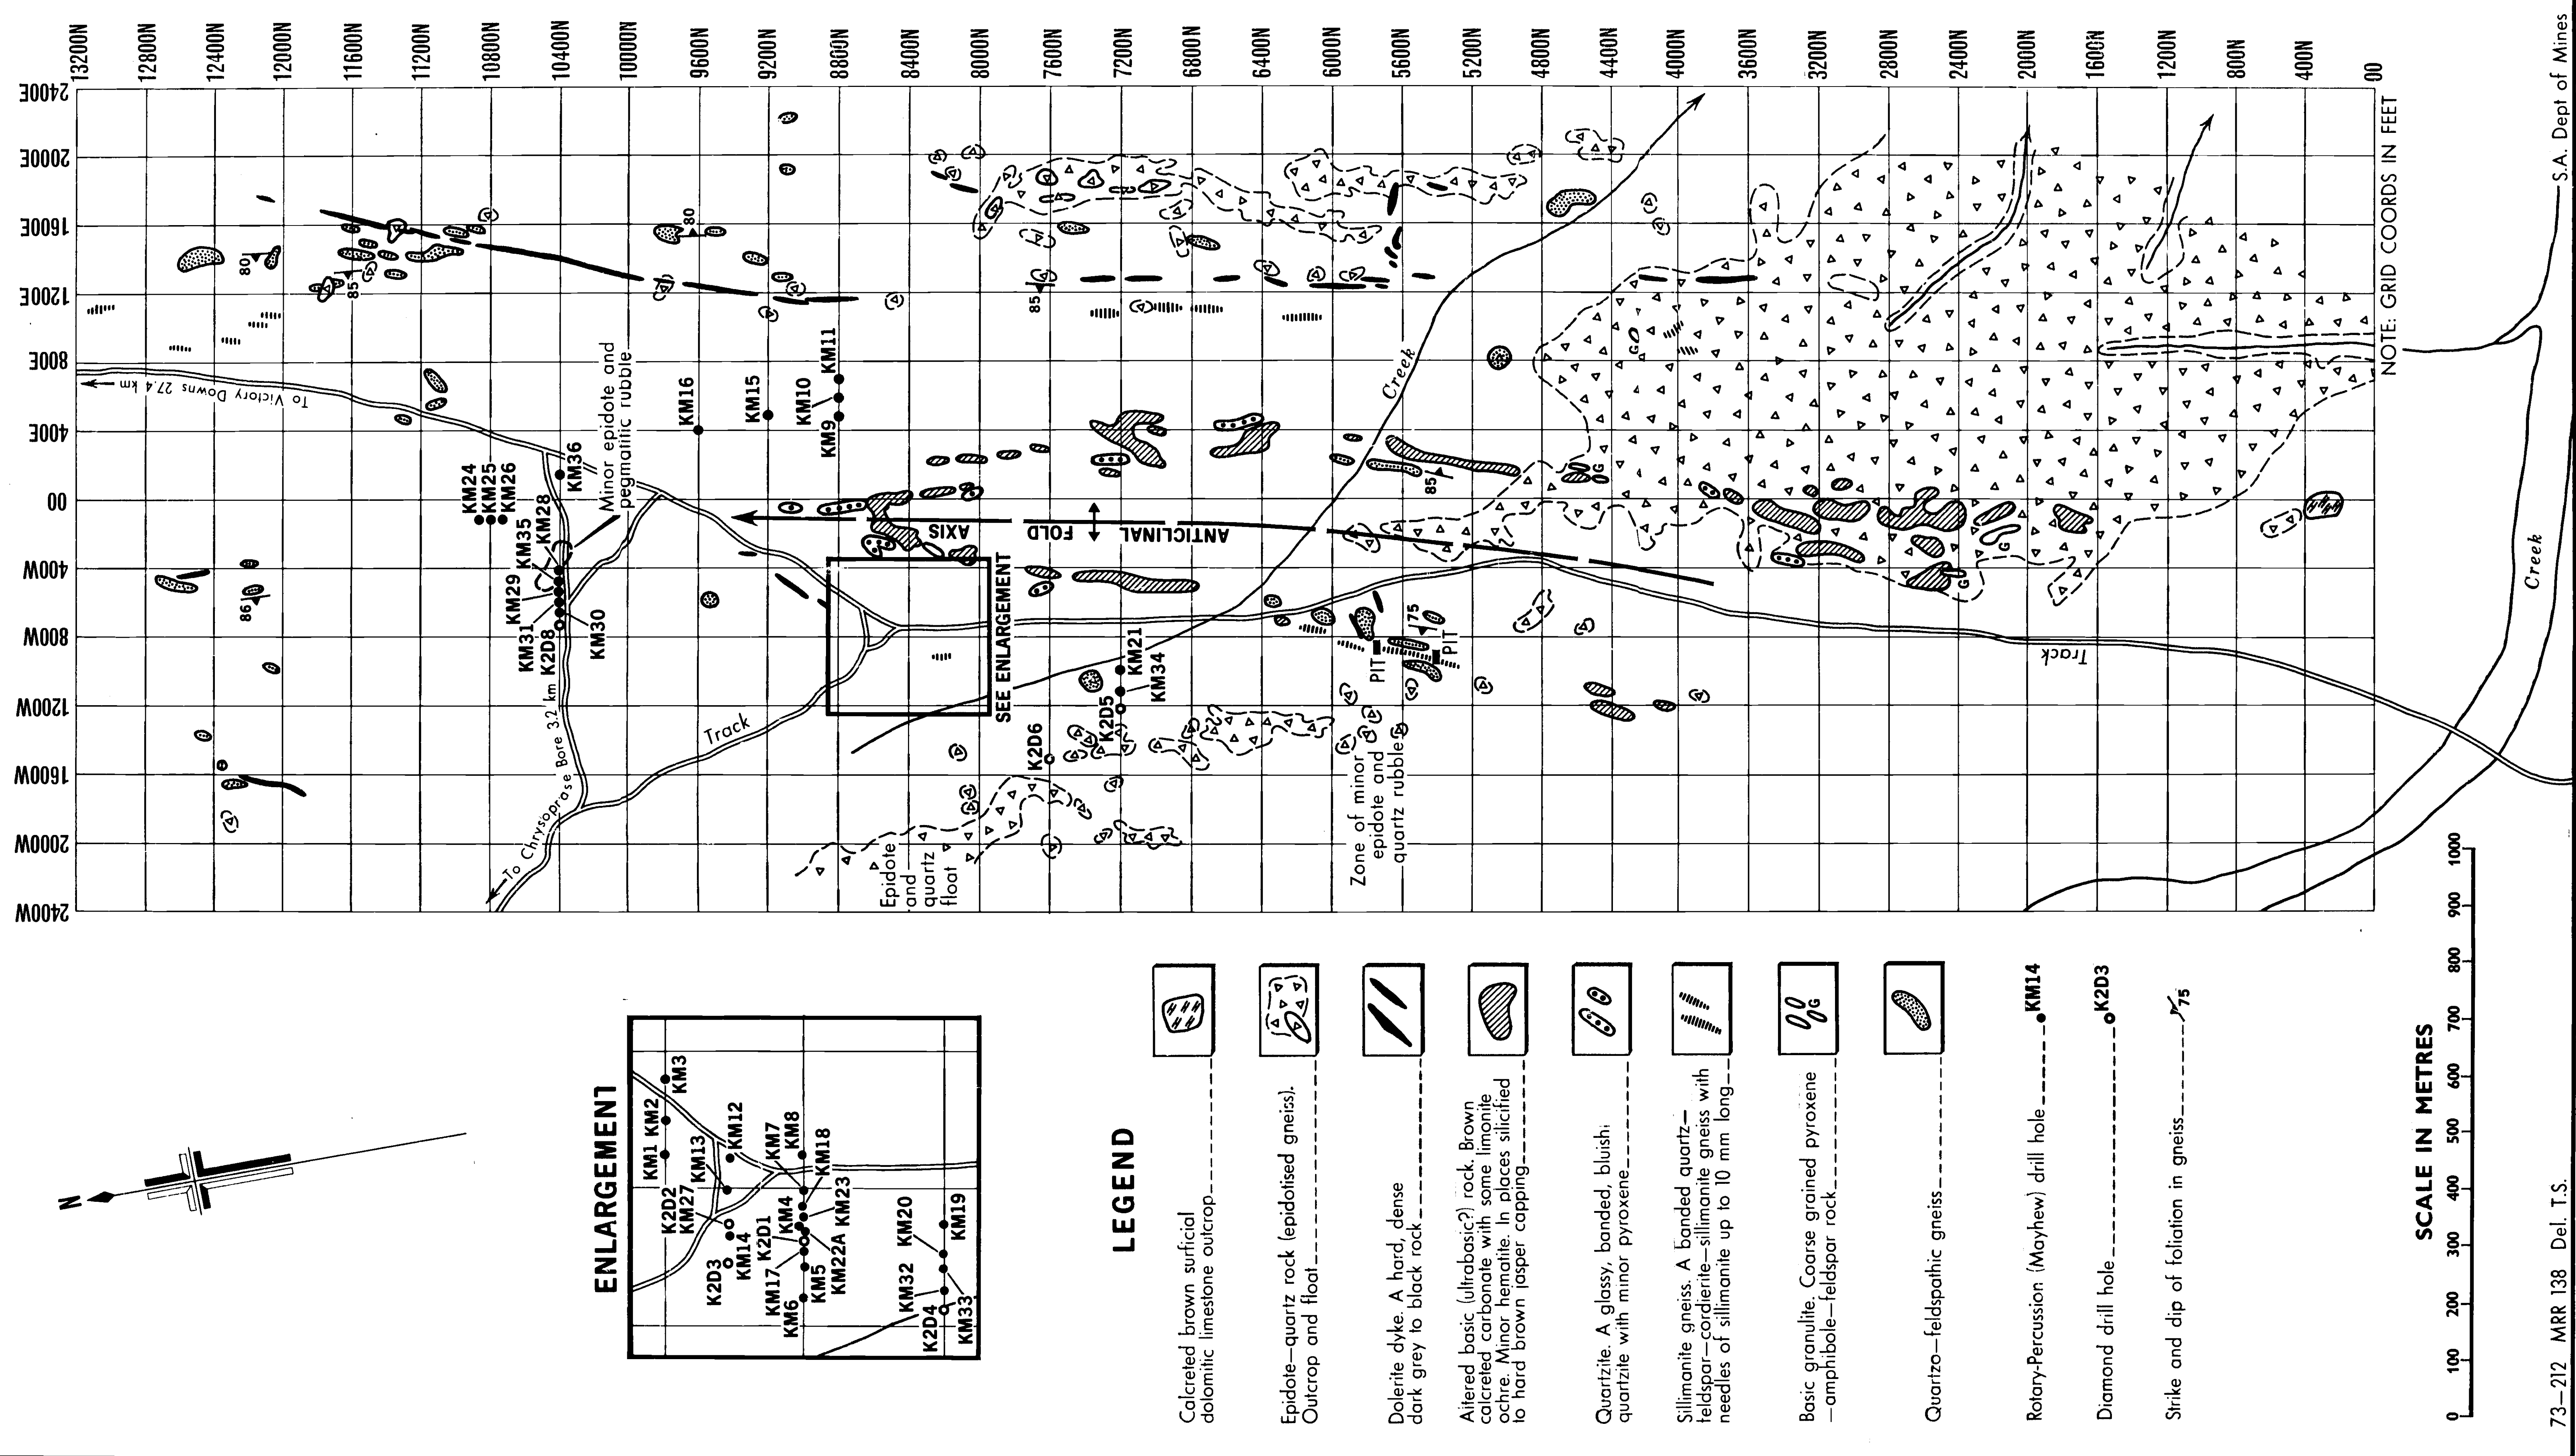 13200N
12800N
12400N
12000N
11600N
11200N
10800N
10400N
10000N
9600N
9200N
8800N
8400N
8000N
7600N
7200N
6800N
6400N
6000N
5600N
5200N
4800N
4400N
4000N
3600N
3200N
2800N
2400N
2000N
1600N
1200N
800N
400N
00
2400E
2000E
1600E
1200E
800E
400E
00
400W
800W
1200W
1600W
2000W
2400W
NOTE: GRID COORDS IN FEET
S.A. Dept of Mines
To Victory Downs 27.4 km
Minor epidote and
pegmatitic rubble
To Chrysoprase Bore 3.2 km
Track
Track
Creek
Creek
ANTICLINAL
FOLD
AXIS
SEE ENLARGEMENT
80
85
80
85
85
86
75
G
G
G
G
PIT
PIT
KM24
KM25
KM26
KM36
KM28
KM35
KM29
KM31
K2D8
KM30
KM16
KM15
KM10
KM11
KM9
KM21
KM34
K2D5
K2D6
Epidote
and
quartz
float
Zone of minor
epidote and
quartz rubble
N
ENLARGEMENT
KM3
KM1
KM2
KM12
KM13
KM7
KM8
KM18
K2D2
KM27
KM4
KM23
K2D1
KM22A
K2D3
KM14
KM17
KM5
KM6
KM20
KM19
KM32
K2D4
KM33
LEGEND
Calcreted brown surficial
dolomitic limestone outcrop
Epidote—quartz rock (epidotised gneiss).
Outcrop and float
Dolerite dyke. A hard, dense
dark grey to black rock
Altered basic (ultrabasic?) rock. Brown
calcreted carbonate with some limonite
ochre. Minor hematite. In places silicified
to hard brown jasper capping
Quartzite. A glassy, banded, bluish
quartzite with minor pyroxene
Sillimanite gneiss. A banded quartz—
feldspar—cordierite—sillimanite gneiss with
needles of sillimanite up to 10 mm long
Basic granulite. Coarse grained pyroxene
—amphibole—feldspar rock
G
Quartzo—feldspathic gneiss
Rotary-Percussion (Mayhew) drill hole
KM14
Diamond drill hole
K2D3
Strike and dip of foliation in gneiss
75
SCALE IN METRES
0 100 200 300 400 500 600 700 800 900 1000
73—212 MRR 138 Del. T.S.